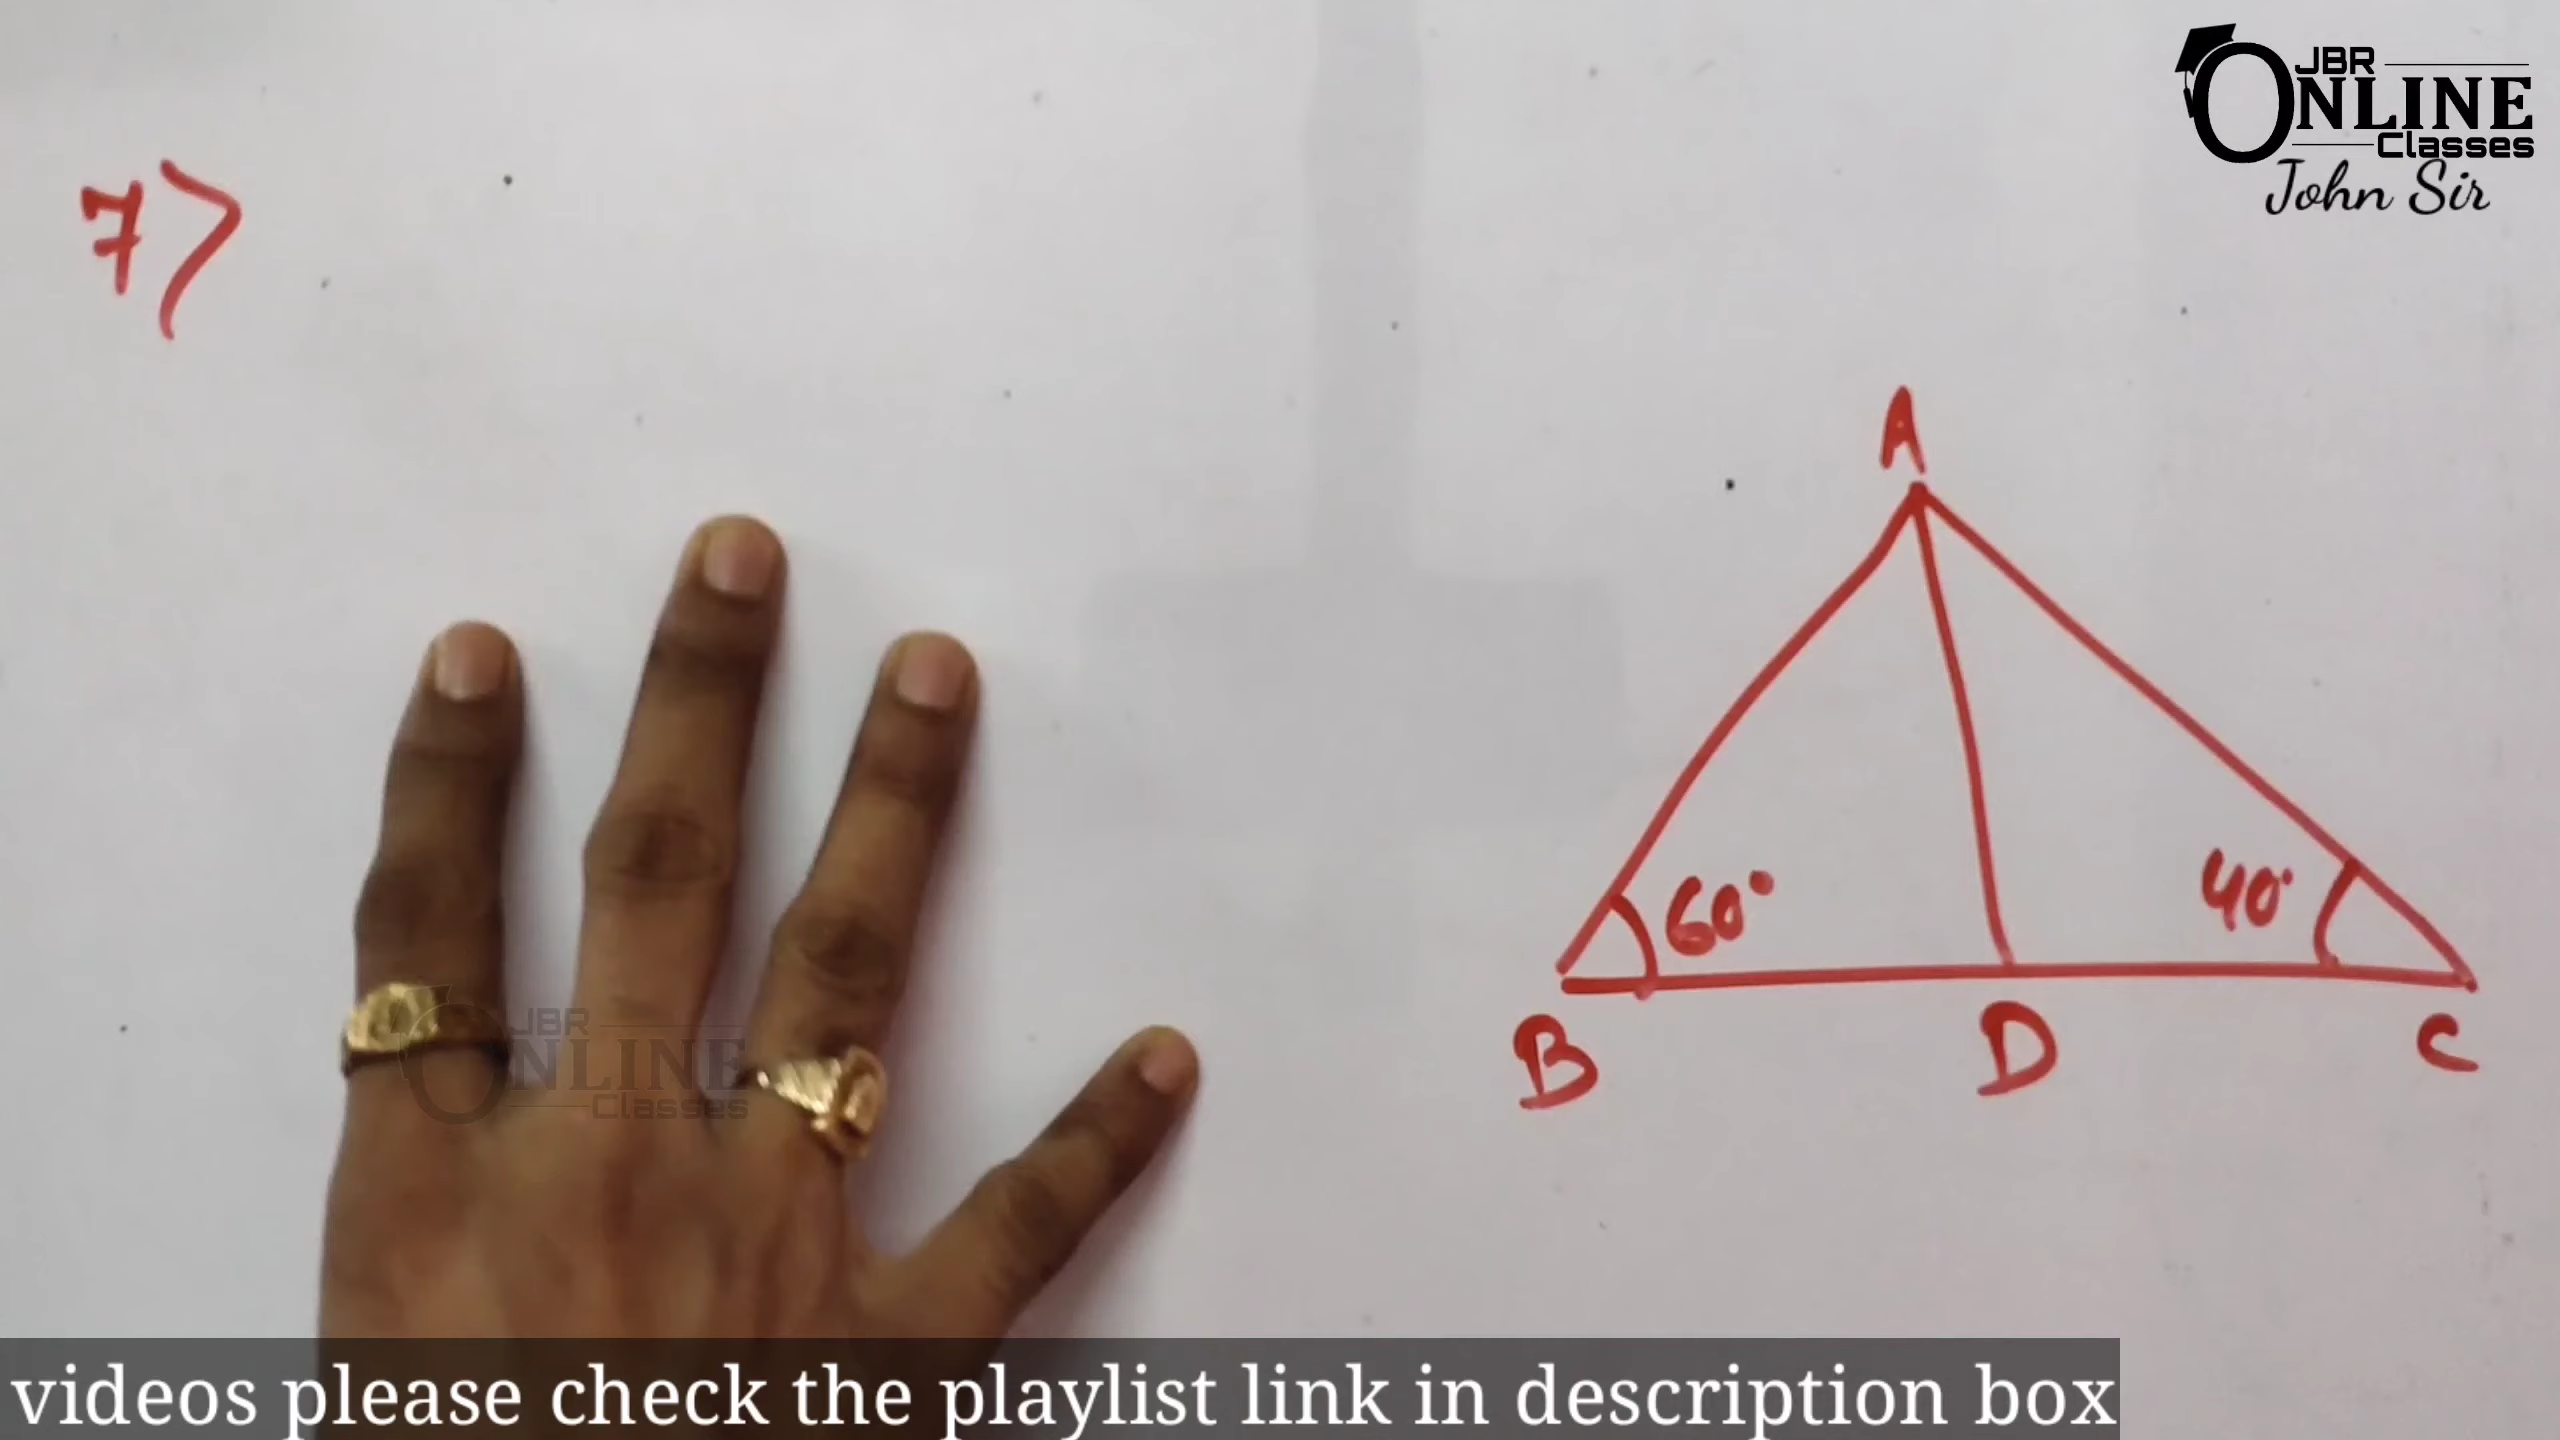 JBR
ONLINE
Classes
John Sir
7)
A
60°
40°
B
D
C
JBR
ONLINE
Classes
videos please check the playlist link in description box